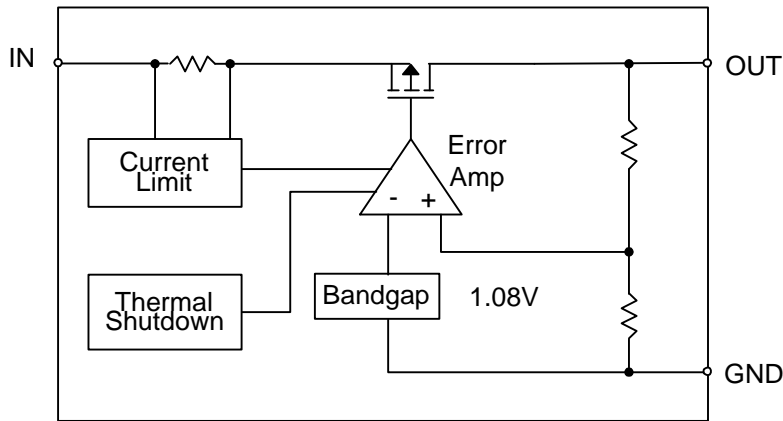 IN
OUT
Current
Limit
Error
Amp
-
+
Thermal
Shutdown
Bandgap
1.08V
GND